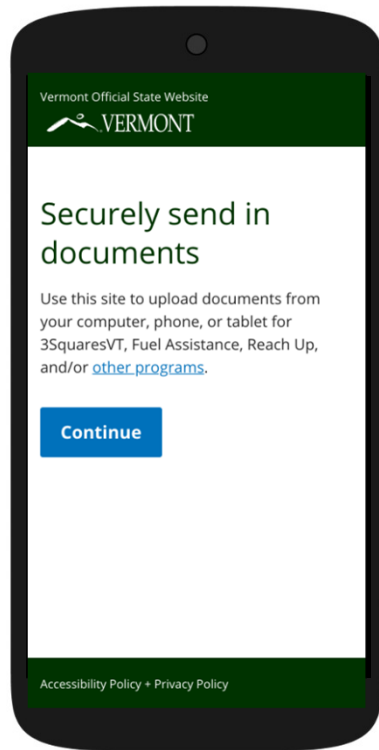 Vermont Official State Website
VERMONT
Securely send in
documents
Use this site to upload documents from
your computer, phone, or tablet for
3SquaresVT, Fuel Assistance, Reach Up,
and/or other programs.
Continue
Accessibility Policy + Privacy Policy